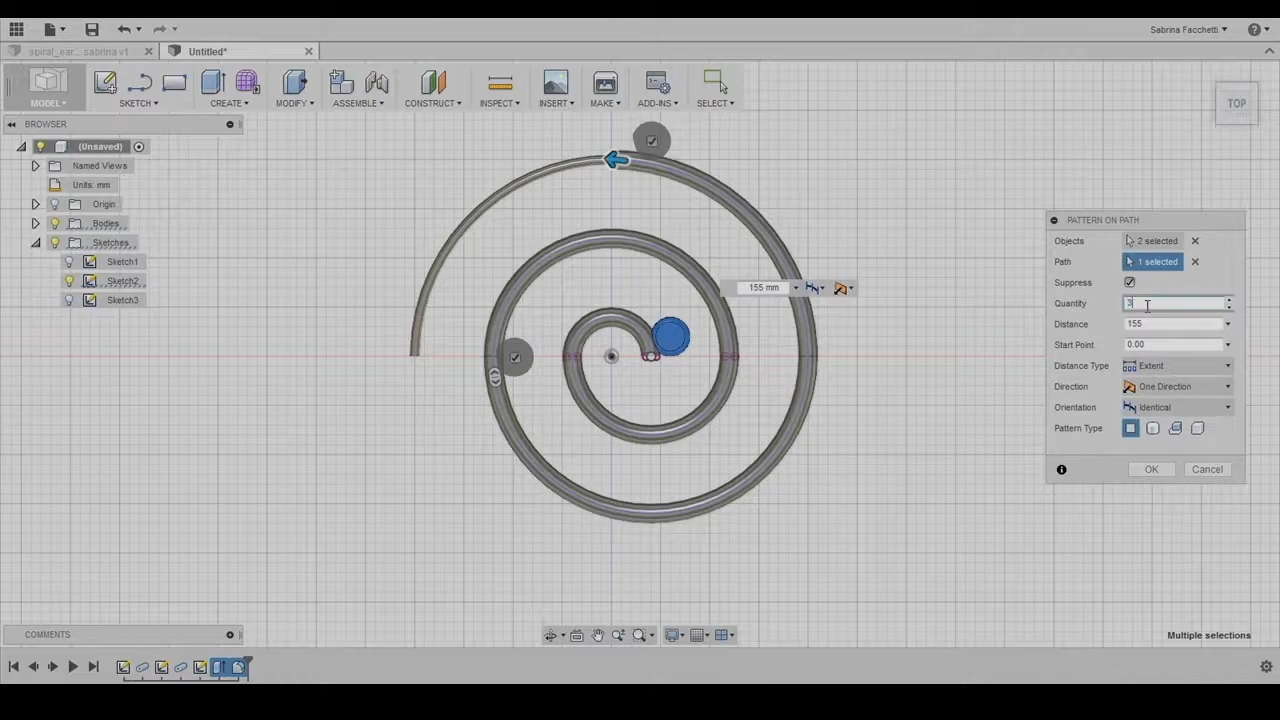 Sabrina Facchetti
spiral_ear... sabrina v1
Untitled*
MODEL
SKETCH
CREATE
MODIFY
ASSEMBLE
CONSTRUCT
INSPECT
INSERT
MAKE
ADD-INS
SELECT
TOP
BROWSER
(Unsaved)
Named Views
Units: mm
Origin
Bodies
Sketches
Sketch1
Sketch2
Sketch3
155 mm
PATTERN ON PATH
Objects 2 selected
Path 1 selected
Suppress
Quantity 3
Distance 155
Start Point 0.00
Distance Type Extent
Direction One Direction
Orientation Identical
Pattern Type
OK Cancel
COMMENTS
Multiple selections